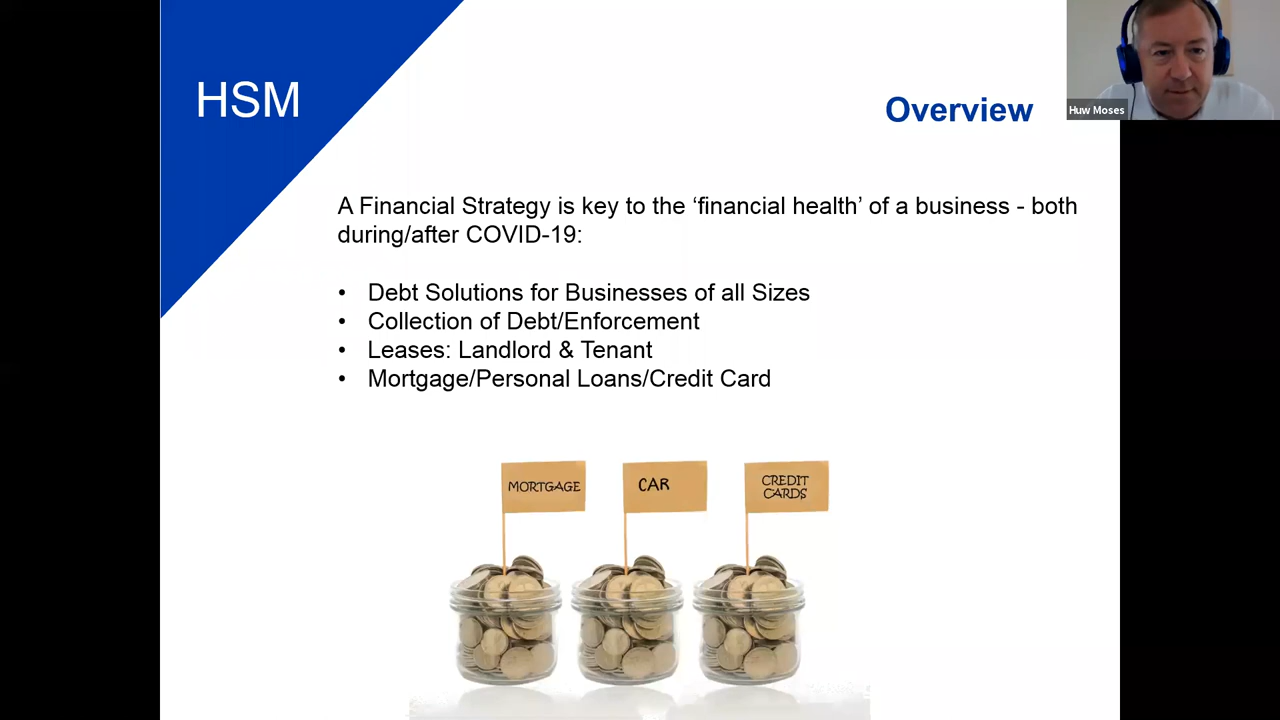 HSM
Overview
Huw Moses
A Financial Strategy is key to the ‘financial health’ of a business - both
during/after COVID-19:
• Debt Solutions for Businesses of all Sizes
• Collection of Debt/Enforcement
• Leases: Landlord & Tenant
• Mortgage/Personal Loans/Credit Card
MORTGAGE
CAR
CREDIT
CARDS